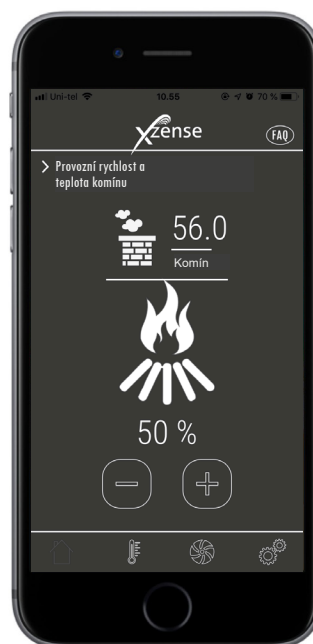 Uni-tel
10.55
70 %
xzense
FAQ
Provozní rychlost a
teplota komínu
56.0
Komín
50 %